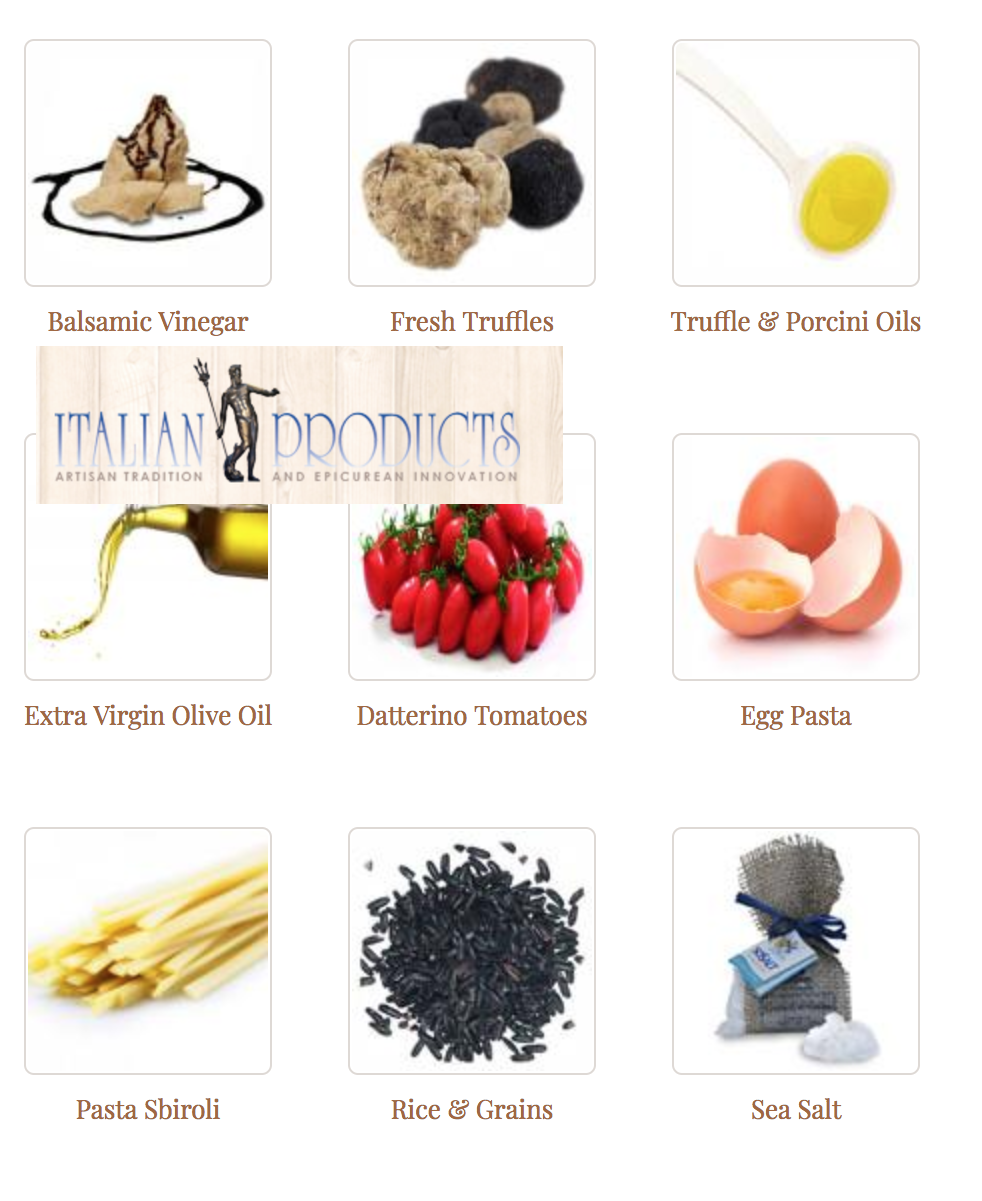 Balsamic Vinegar
Fresh Truffles
Truffle & Porcini Oils
ITALIAN PRODUCTS
ARTISAN TRADITION AND EPICUREAN INNOVATION
Extra Virgin Olive Oil
Datterino Tomatoes
Egg Pasta
Pasta Sbiroli
Rice & Grains
Sea Salt